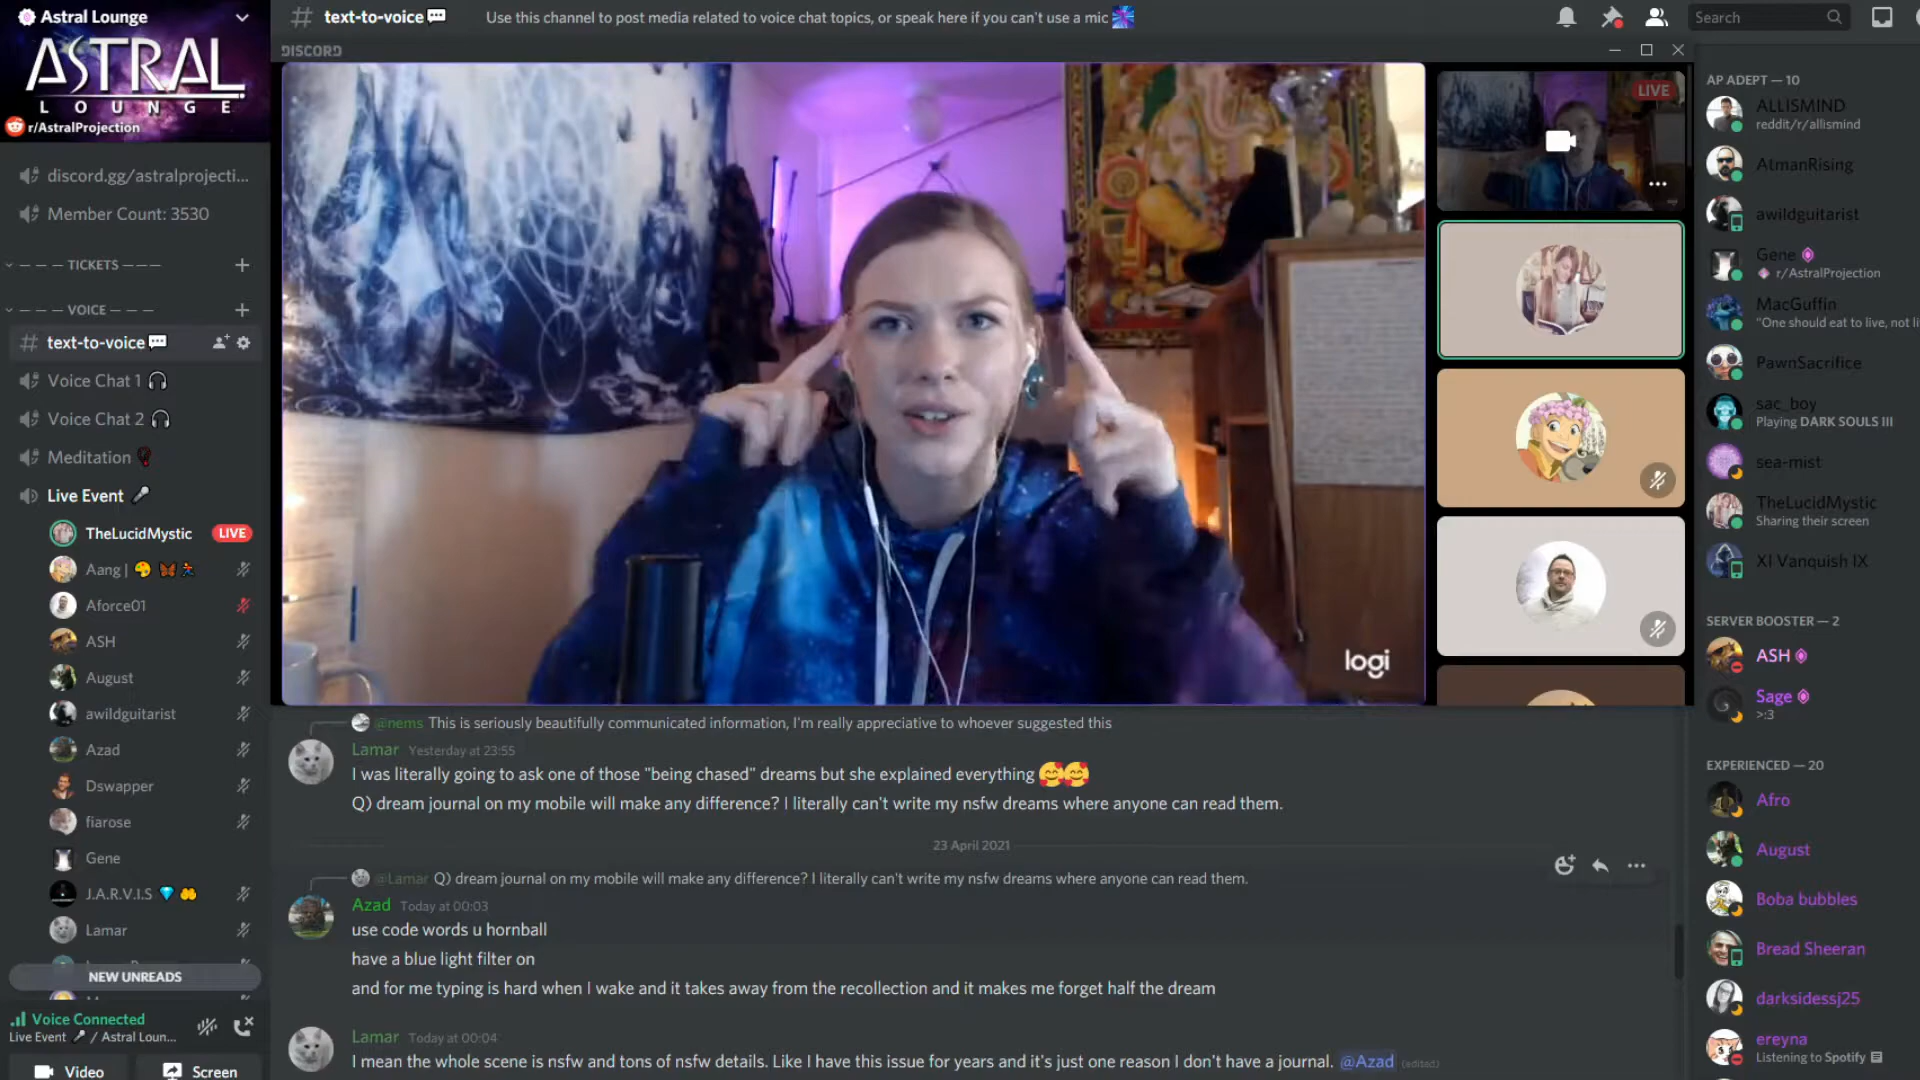 Astral Lounge
ASTRAL
LOUNGE
r/AstralProjection
discord.gg/astralprojecti...
Member Count: 3530
TICKETS
VOICE
text-to-voice
Voice Chat 1
Voice Chat 2
Meditation
Live Event
TheLucidMystic LIVE
Aang |
Aforce01
ASH
August
awildguitarist
Azad
Dswapper
fiarose
Gene
J.A.R.V.I.S
Lamar
NEW UNREADS
Voice Connected
Live Event / Astral Loun...
Video Screen
text-to-voice Use this channel to post media related to voice chat topics, or speak here if you can't use a mic
Search
DISCORD
LIVE
logi
@nems This is seriously beautifully communicated information, I'm really appreciative to whoever suggested this
Lamar Yesterday at 23:55
I was literally going to ask one of those "being chased" dreams but she explained everything
Q) dream journal on my mobile will make any difference? I literally can't write my nsfw dreams where anyone can read them.
23 April 2021
@Lamar Q) dream journal on my mobile will make any difference? I literally can't write my nsfw dreams where anyone can read them.
Azad Today at 00:03
use code words u hornball
have a blue light filter on
and for me typing is hard when I wake and it takes away from the recollection and it makes me forget half the dream
Lamar Today at 00:04
I mean the whole scene is nsfw and tons of nsfw details. Like I have this issue for years and it's just one reason I don't have a journal. @Azad (edited)
AP ADEPT — 10
ALLISMIND
reddit/r/allismind
AtmanRising
awildguitarist
Gene
r/AstralProjection
MacGuffin
"One should eat to live, not li
PawnSacrifice
sac_boy
Playing DARK SOULS III
sea-mist
TheLucidMystic
Sharing their screen
XI Vanquish IX
SERVER BOOSTER — 2
ASH
Sage
>:3
EXPERIENCED — 20
Afro
August
Boba bubbles
Bread Sheeran
darksidessj25
ereyna
Listening to Spotify